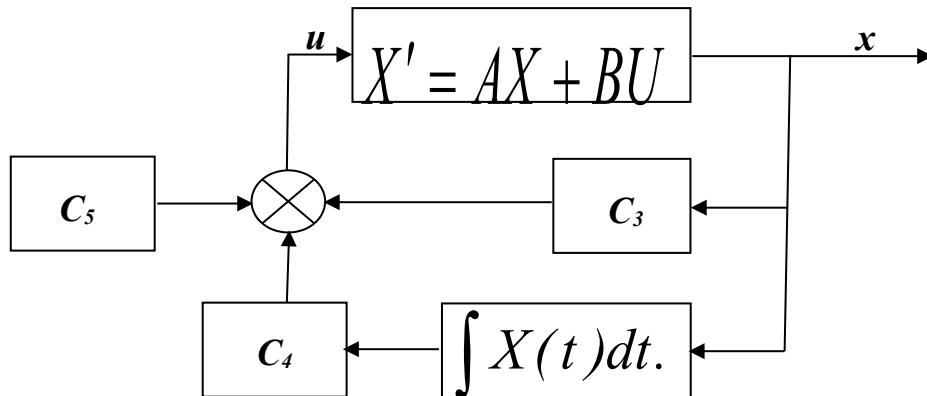 u
X' = AX + BU
x
C₅
C₃
C₄
∫ X(t)dt.